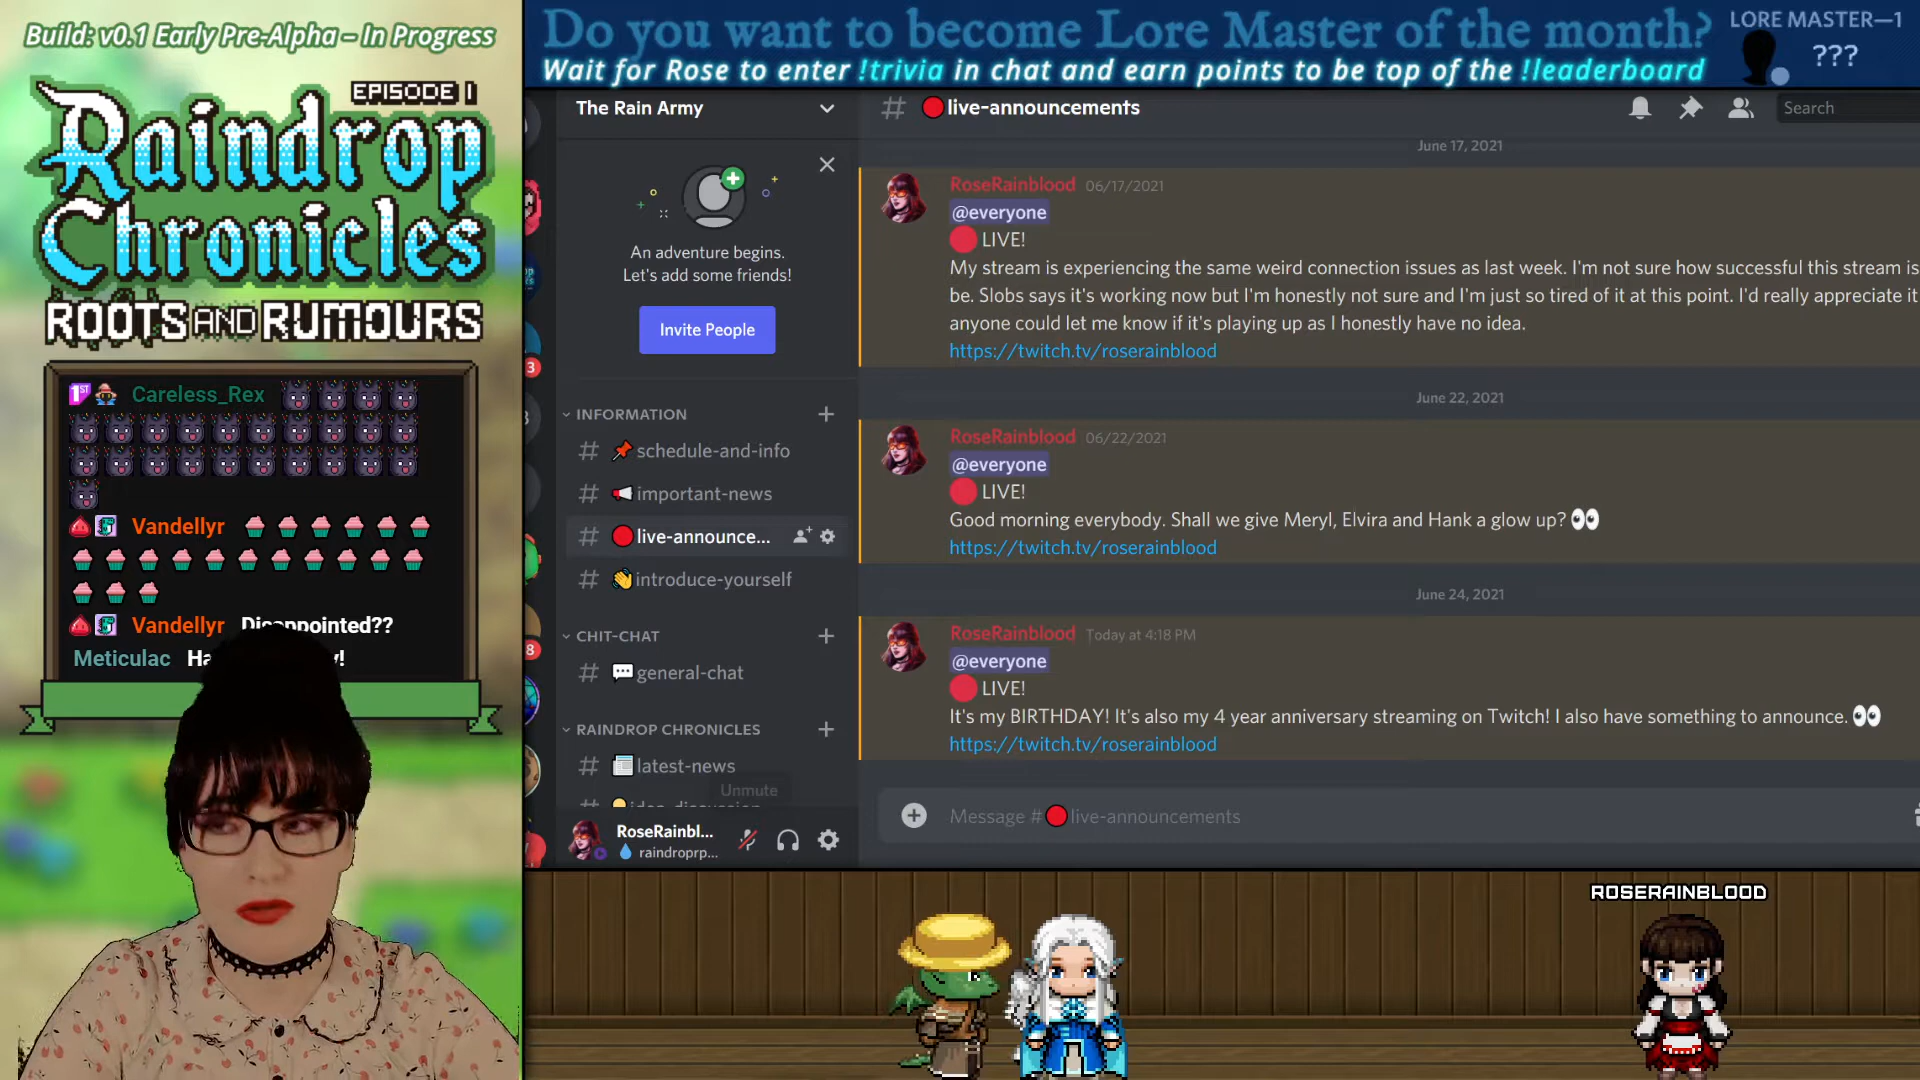 Build: v0.1 Early Pre-Alpha – In Progress
EPISODE I
Raindrop
Chronicles
ROOTS AND RUMOURS
Careless_Rex
Vandellyr
Vandellyr Disappointed??
Meticulac
Do you want to become Lore Master of the month?
Wait for Rose to enter !trivia in chat and earn points to be top of the !leaderboard
LORE MASTER—1
???
The Rain Army
An adventure begins.
Let's add some friends!
Invite People
INFORMATION
# schedule-and-info
# important-news
# live-announce...
# introduce-yourself
CHIT-CHAT
# general-chat
RAINDROP CHRONICLES
# latest-news
Unmute
RoseRainbl...
raindroprp...
3
8
# live-announcements
Search
June 17, 2021
RoseRainblood 06/17/2021
@everyone
LIVE!
My stream is experiencing the same weird connection issues as last week. I'm not sure how successful this stream is
be. Slobs says it's working now but I'm honestly not sure and I'm just so tired of it at this point. I'd really appreciate it
anyone could let me know if it's playing up as I honestly have no idea.
https://twitch.tv/roserainblood
June 22, 2021
RoseRainblood 06/22/2021
@everyone
LIVE!
Good morning everybody. Shall we give Meryl, Elvira and Hank a glow up? 👀
https://twitch.tv/roserainblood
June 24, 2021
RoseRainblood Today at 4:18 PM
@everyone
LIVE!
It's my BIRTHDAY! It's also my 4 year anniversary streaming on Twitch! I also have something to announce. 👀
https://twitch.tv/roserainblood
Message # live-announcements
ROSERAINBLOOD